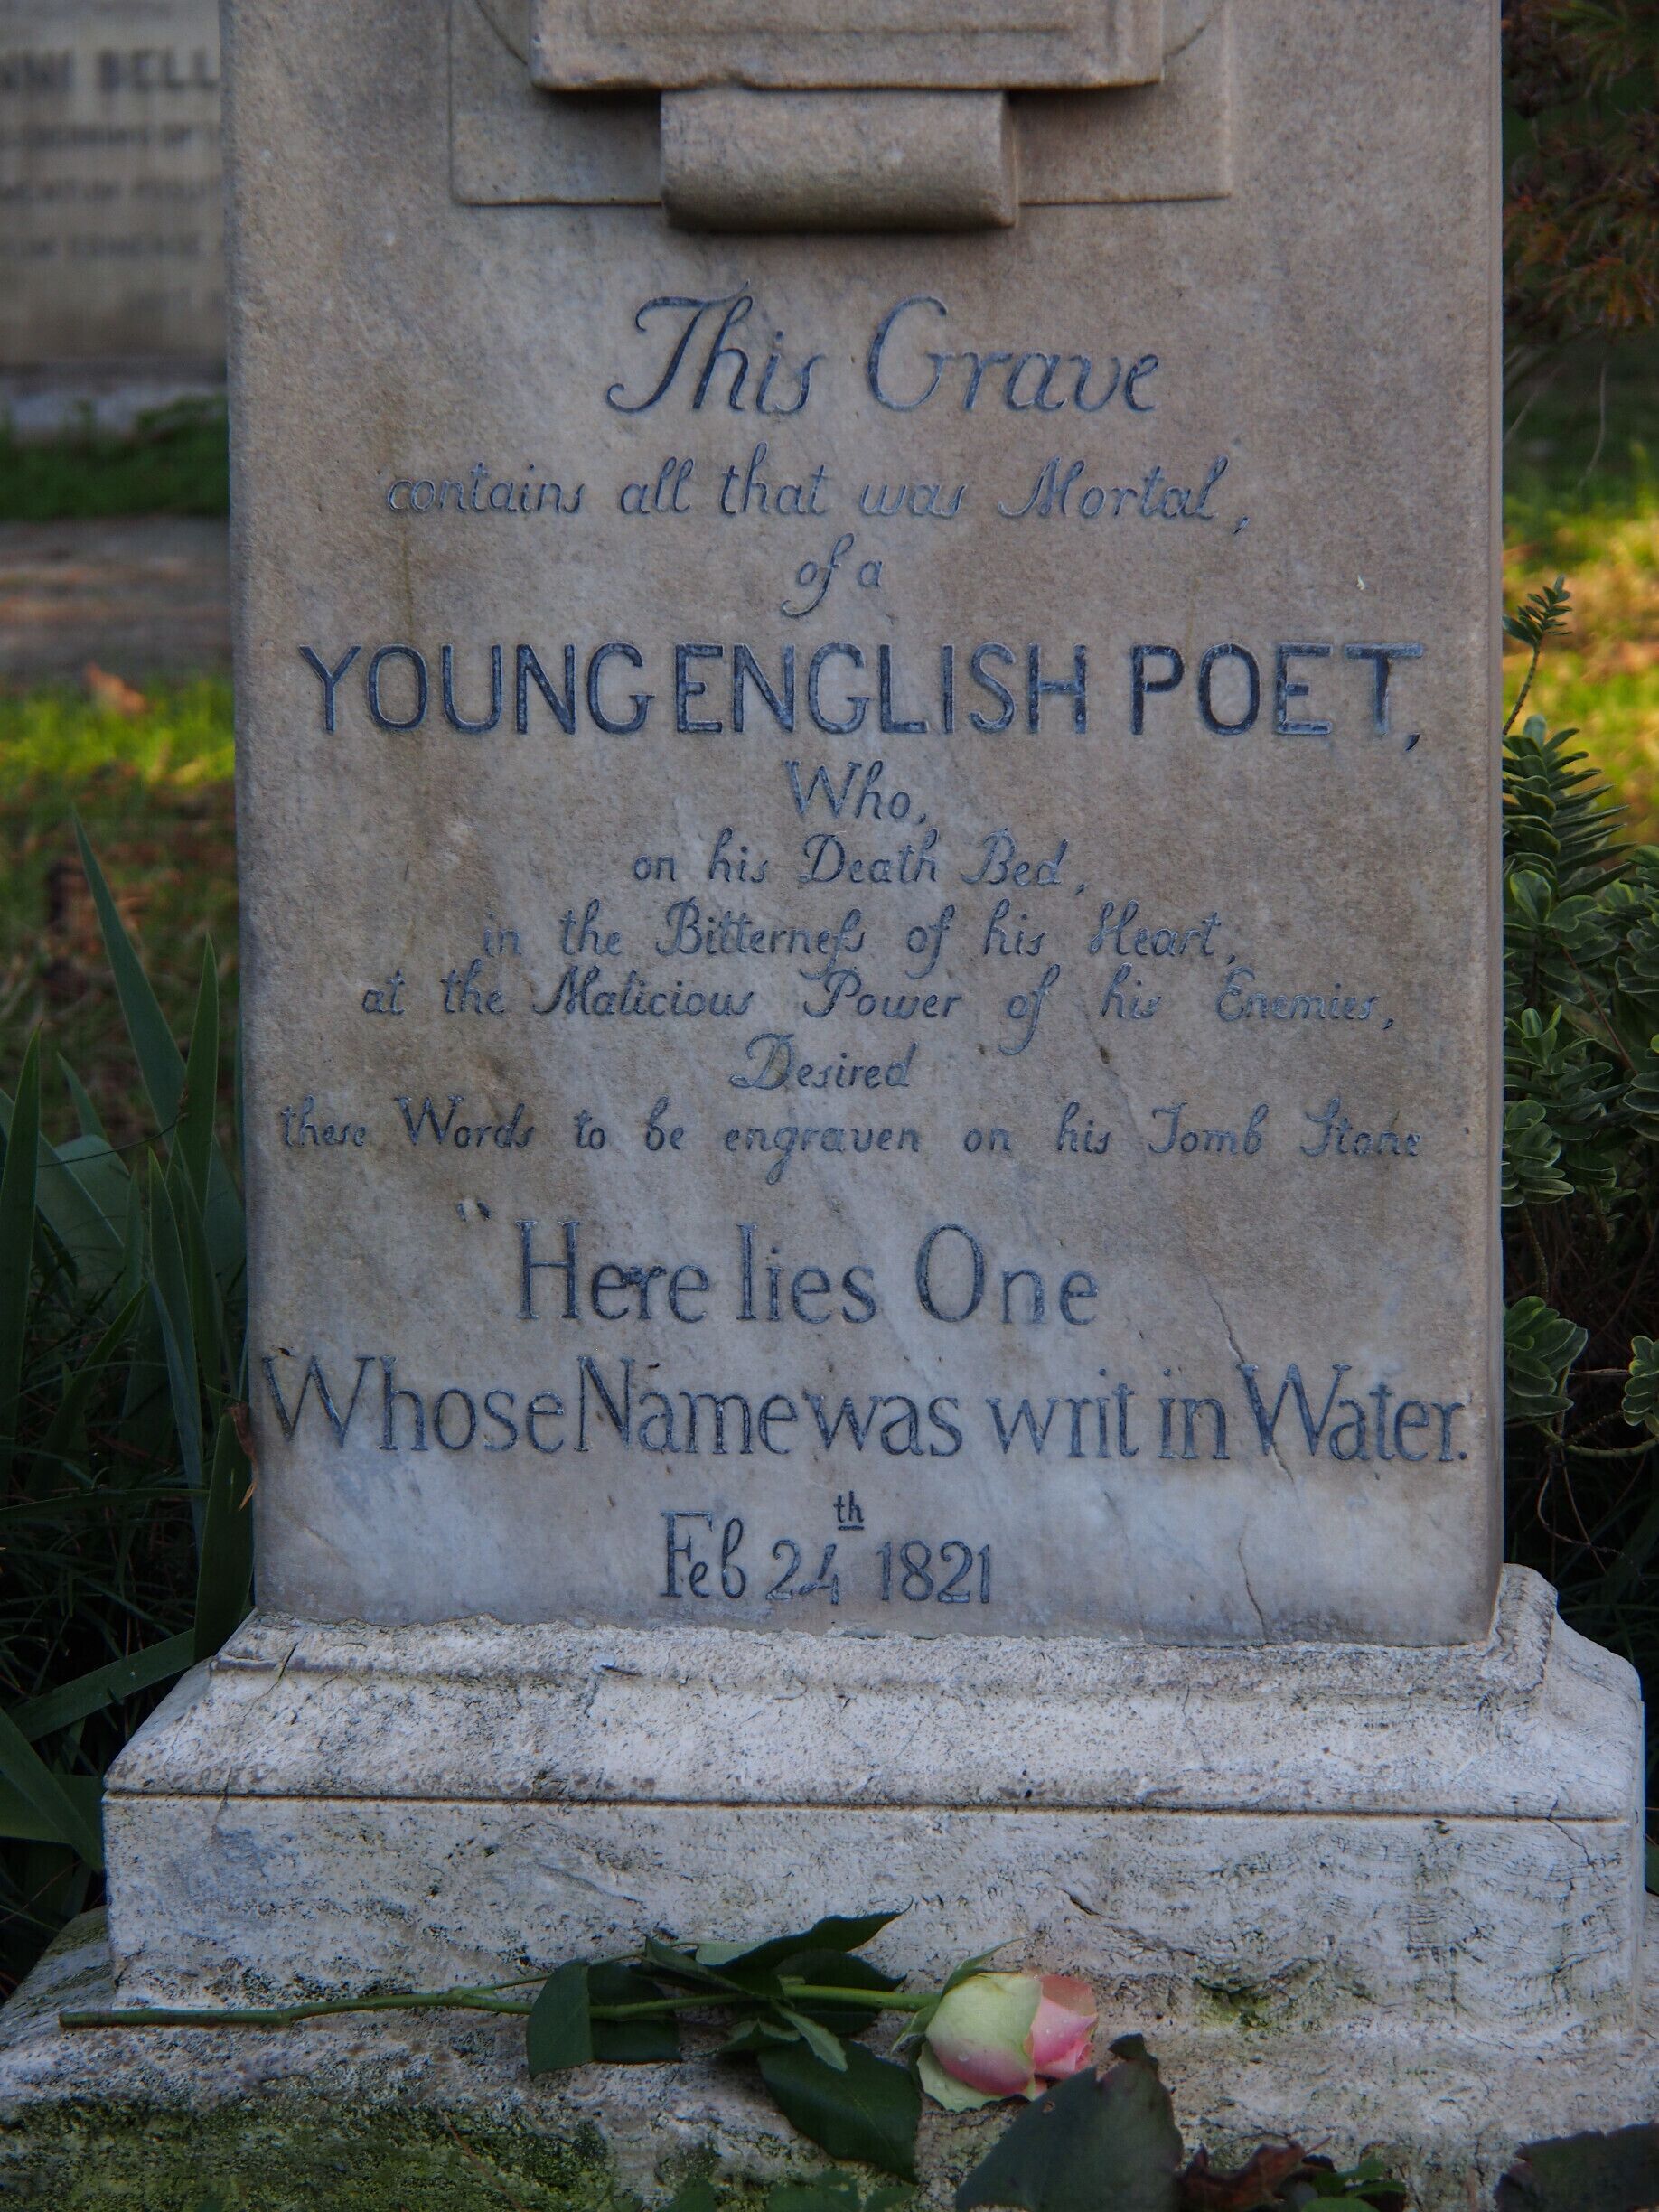 NNI BELL
This Grave
contains all that was Mortal,
of a
YOUNG ENGLISH POET,
Who,
on his Death Bed,
in the Bitterneſs of his Heart,
at the Malicious Power of his Enemies,
Desired
these Words to be engraven on his Tomb Stone
"Here lies One
Whose Name was writ in Water.
Feb 24th 1821